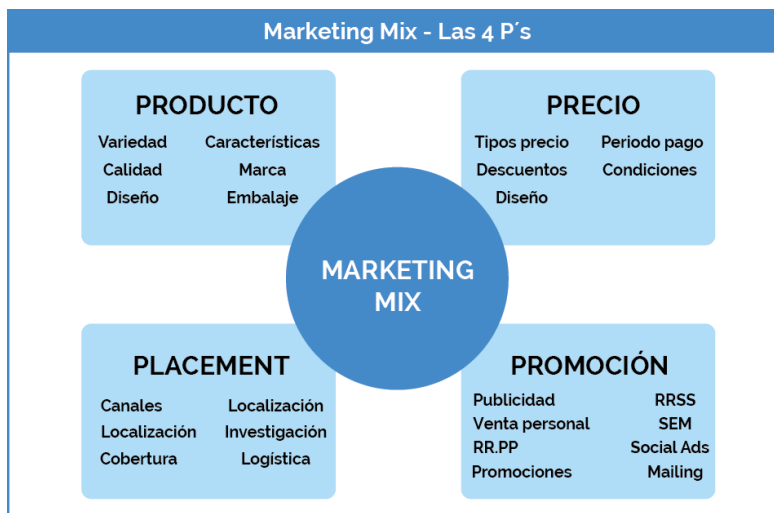 Marketing Mix - Las 4 P´s
PRODUCTO
Variedad Características
Calidad Marca
Diseño Embalaje
PRECIO
Tipos precio Periodo pago
Descuentos Condiciones
Diseño
MARKETING
MIX
PLACEMENT
Canales Localización
Localización Investigación
Cobertura Logística
PROMOCIÓN
Publicidad RRSS
Venta personal SEM
RR.PP Social Ads
Promociones Mailing